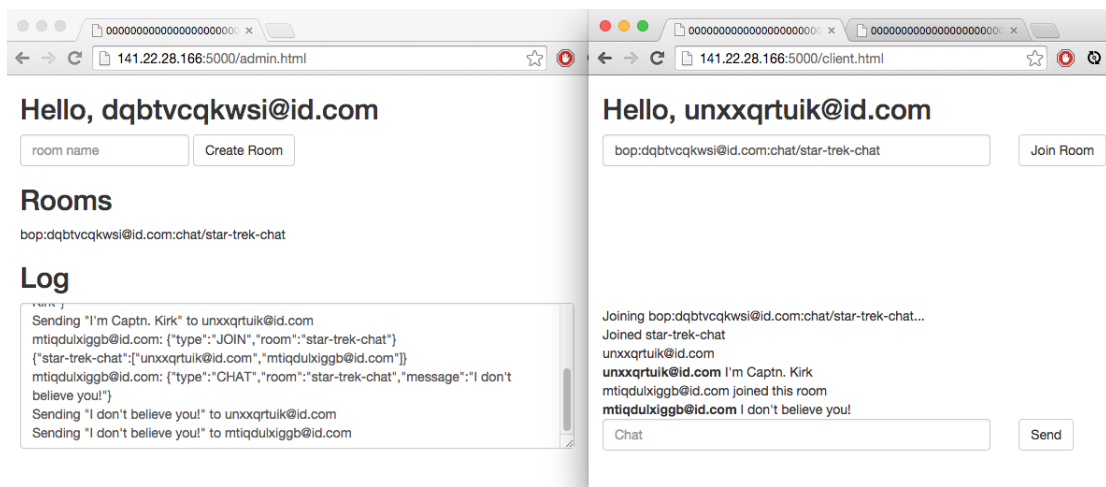 00000000000000000000000
141.22.28.166:5000/admin.html
Hello, dqbtvcqkwsi@id.com
room name
Create Room
Rooms
bop:dqbtvcqkwsi@id.com:chat/star-trek-chat
Log
Sending "I'm Captn. Kirk" to unxxqrtuik@id.com
mtiqdulxiggb@id.com: {"type":"JOIN","room":"star-trek-chat"}
{"star-trek-chat":["unxxqrtuik@id.com","mtiqdulxiggb@id.com"]}
mtiqdulxiggb@id.com: {"type":"CHAT","room":"star-trek-chat","message":"I don't
believe you!"}
Sending "I don't believe you!" to unxxqrtuik@id.com
Sending "I don't believe you!" to mtiqdulxiggb@id.com
00000000000000000000000
00000000000000000000000
141.22.28.166:5000/client.html
Hello, unxxqrtuik@id.com
bop:dqbtvcqkwsi@id.com:chat/star-trek-chat
Join Room
Joining bop:dqbtvcqkwsi@id.com:chat/star-trek-chat...
Joined star-trek-chat
unxxqrtuik@id.com
unxxqrtuik@id.com I'm Captn. Kirk
mtiqdulxiggb@id.com joined this room
mtiqdulxiggb@id.com I don't believe you!
Chat
Send